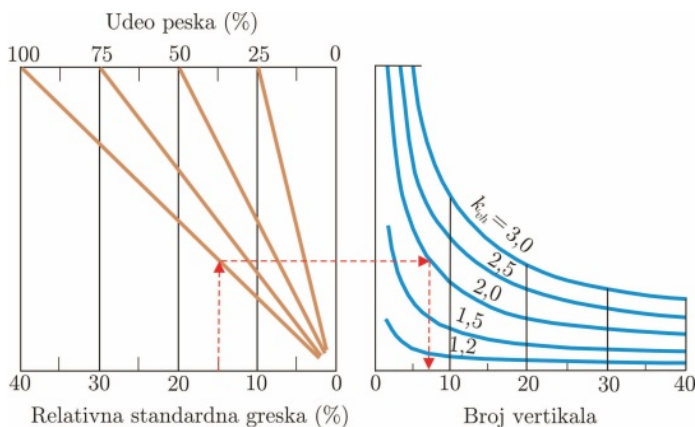 Udeo peska (%)
100 75 50 25 0
k_vh = 3,0
2,5
2,0
1,5
1,2
40 30 20 10 0
0 10 20 30 40
Relativna standardna greska (%)
Broj vertikala